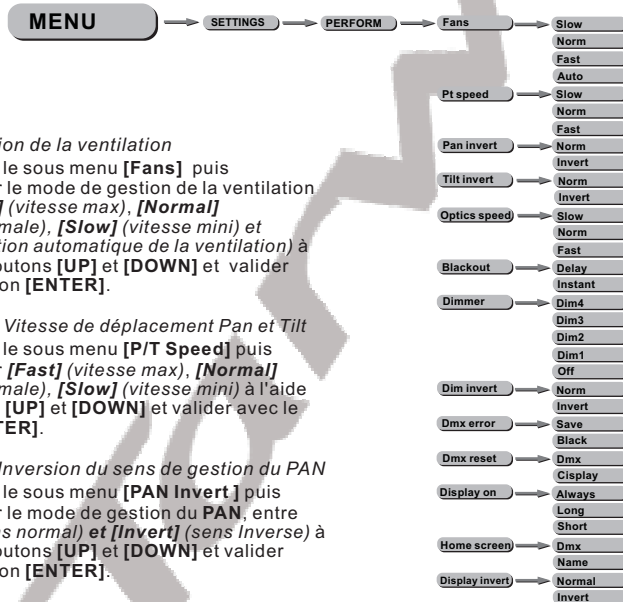 MENU SETTINGS PERFORM Fans Slow
Norm
Fast
Auto
Pt speed Slow
Norm
Fast
Pan invert Norm
Invert
Tilt invert Norm
Invert
Optics speed Slow
Norm
Fast
Blackout Delay
Instant
Dimmer Dim4
Dim3
Dim2
Dim1
Off
Dim invert Norm
Invert
Dmx error Save
Black
Dmx reset Dmx
Cisplay
Display on Always
Long
Short
Home screen Dmx
Name
Display invert Normal
Invert
ion de la ventilation
le sous menu [Fans] puis
r le mode de gestion de la ventilation
] (vitesse max), [Normal]
male), [Slow] (vitesse mini) et
tion automatique de la ventilation) à
outons [UP] et [DOWN] et valider
on [ENTER].
Vitesse de déplacement Pan et Tilt
le sous menu [P/T Speed] puis
r [Fast] (vitesse max), [Normal]
male), [Slow] (vitesse mini) à l'aide
[UP] et [DOWN] et valider avec le
TER].
Inversion du sens de gestion du PAN
le sous menu [PAN Invert ] puis
r le mode de gestion du PAN, entre
s normal) et [Invert] (sens Inverse) à
outons [UP] et [DOWN] et valider
on [ENTER].